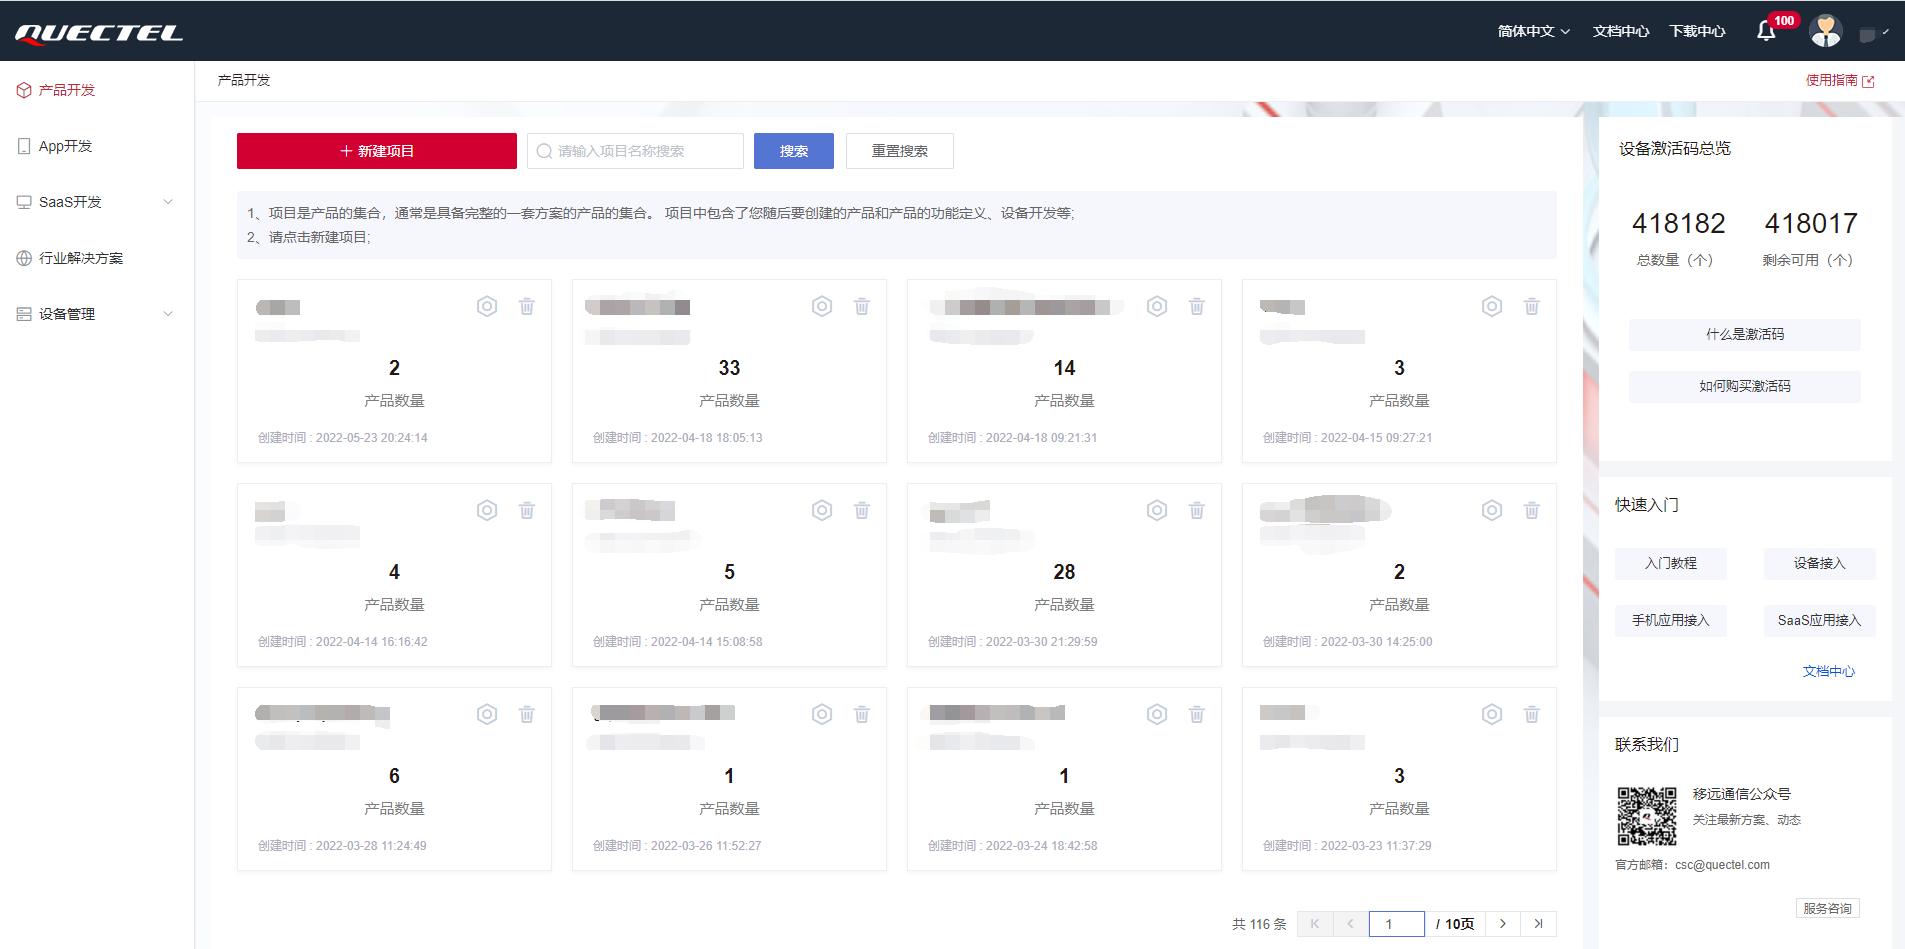 QUECTEL
简体中文
文档中心
下载中心
100
产品开发
App开发
SaaS开发
行业解决方案
设备管理
产品开发
使用指南
新建项目
请输入项目名称搜索
搜索
重置搜索
1、项目是产品的集合，通常是具备完整的一套方案的产品的集合。 项目中包含了您随后要创建的产品和产品的功能定义、设备开发等;
2、请点击新建项目;
2
产品数量
创建时间 : 2022-05-23 20:24:14
33
产品数量
创建时间 : 2022-04-18 18:05:13
14
产品数量
创建时间 : 2022-04-18 09:21:31
3
产品数量
创建时间 : 2022-04-15 09:27:21
4
产品数量
创建时间 : 2022-04-14 16:16:42
5
产品数量
创建时间 : 2022-04-14 15:08:58
28
产品数量
创建时间 : 2022-03-30 21:29:59
2
产品数量
创建时间 : 2022-03-30 14:25:00
6
产品数量
创建时间 : 2022-03-28 11:24:49
1
产品数量
创建时间 : 2022-03-26 11:52:27
1
产品数量
创建时间 : 2022-03-24 18:42:58
3
产品数量
创建时间 : 2022-03-23 11:37:29
共 116 条
1
/ 10页
设备激活码总览
418182
总数量（个）
418017
剩余可用（个）
什么是激活码
如何购买激活码
快速入门
入门教程
设备接入
手机应用接入
SaaS应用接入
文档中心
联系我们
移远通信公众号
关注最新方案、动态
官方邮箱：csc@quectel.com
服务咨询